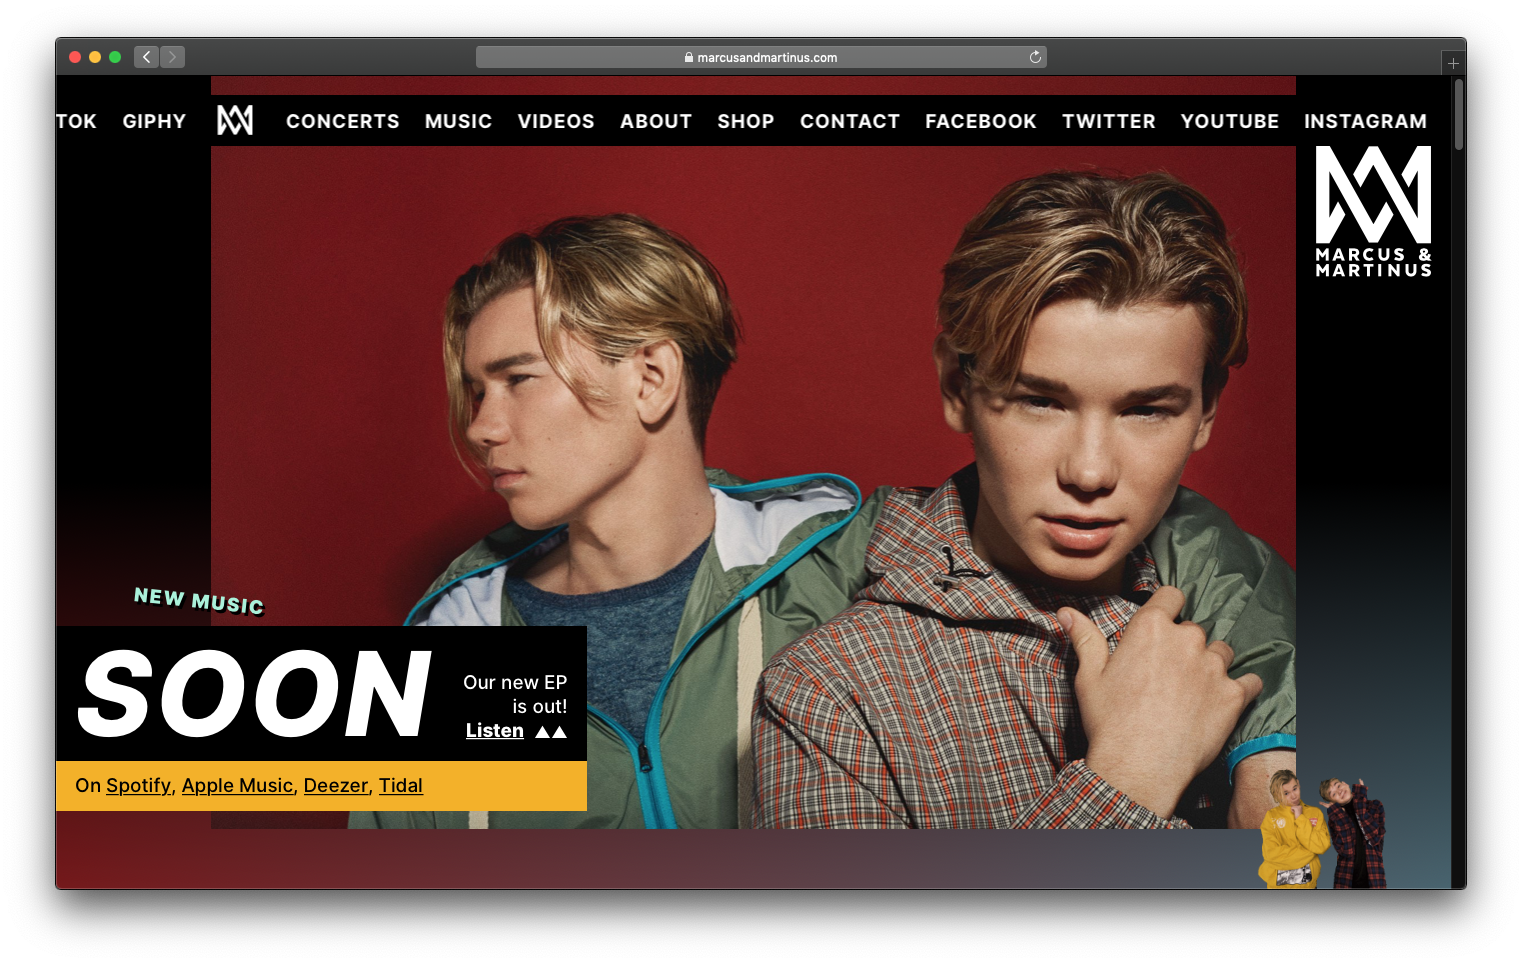 marcusandmartinus.com
TOK GIPHY CONCERTS MUSIC VIDEOS ABOUT SHOP CONTACT FACEBOOK TWITTER YOUTUBE INSTAGRAM
MARCUS &
MARTINUS
NEW MUSIC
SOON
Our new EP
is out!
Listen
On Spotify, Apple Music, Deezer, Tidal